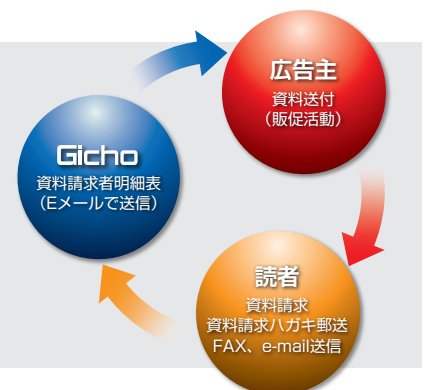 広告主
資料送付
（販促活動）
Gicho
資料請求者明細表
（Eメールで送信）
読者
資料請求
資料請求ハガキ郵送
FAX、e-mail送信